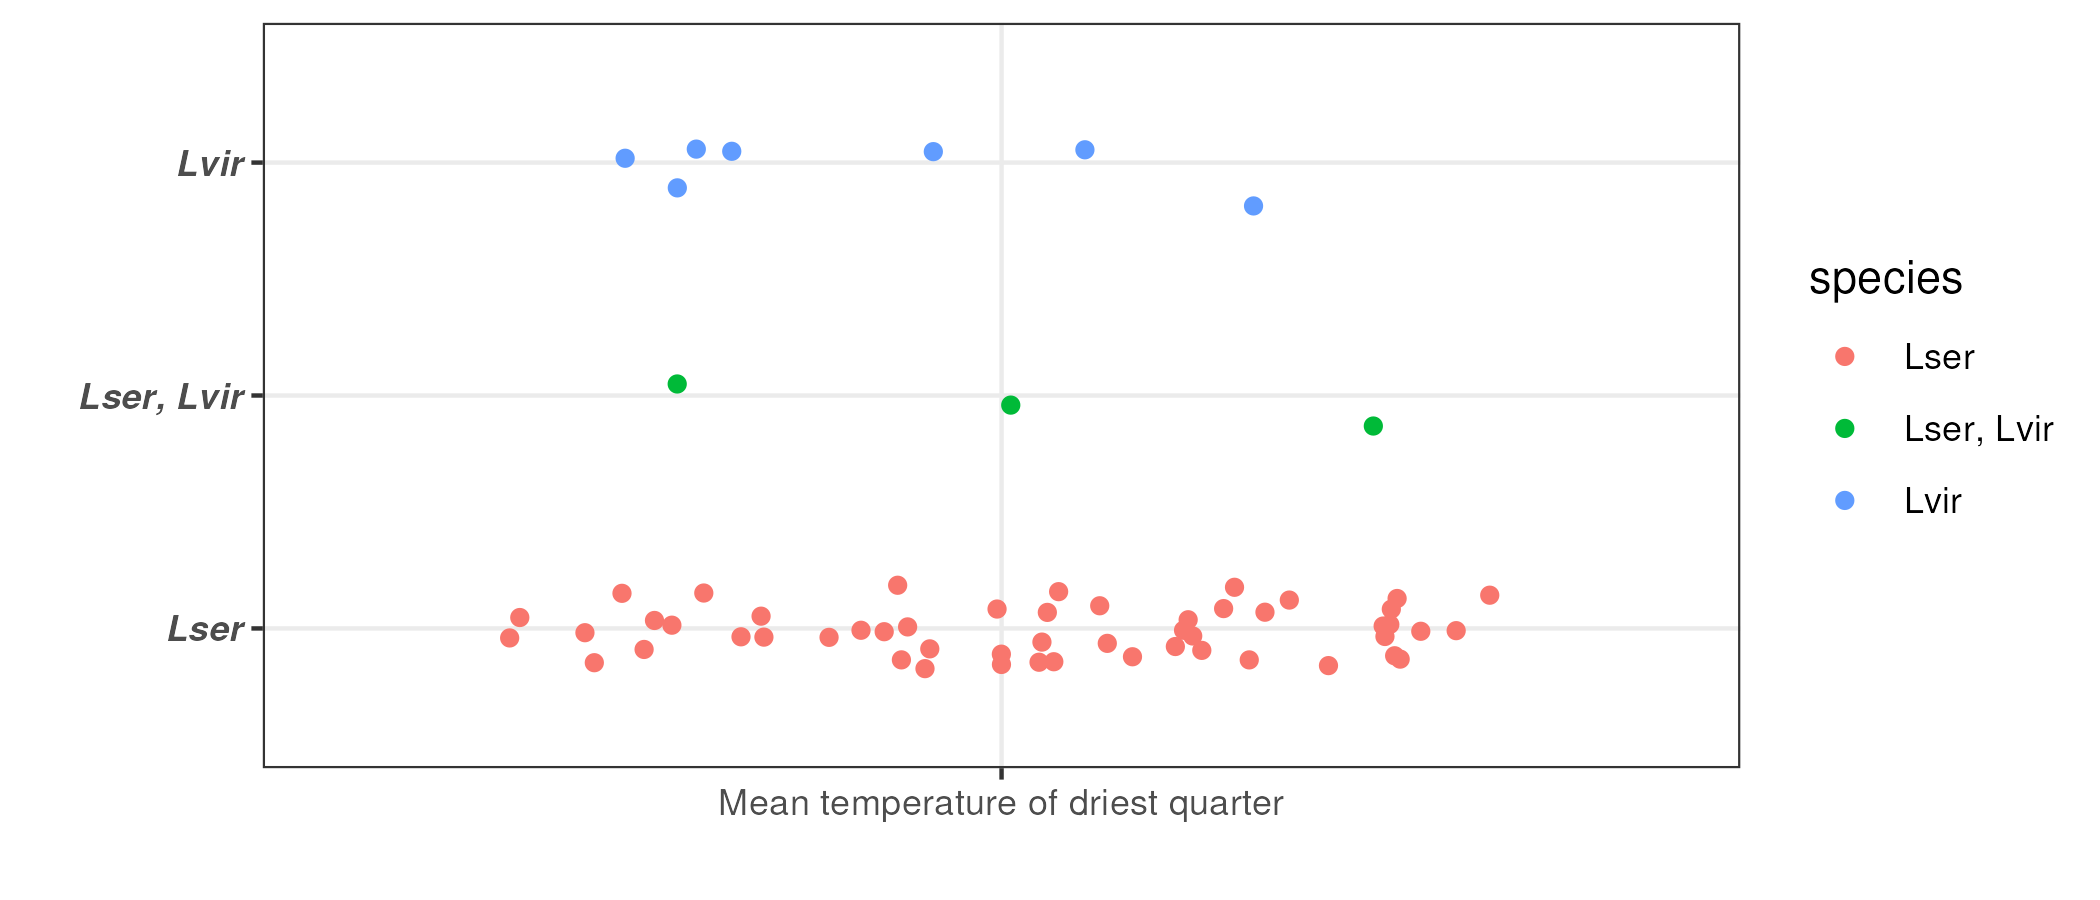 Lvir
Lser, Lvir
Lser
Mean temperature of driest quarter
species
Lser
Lser, Lvir
Lvir